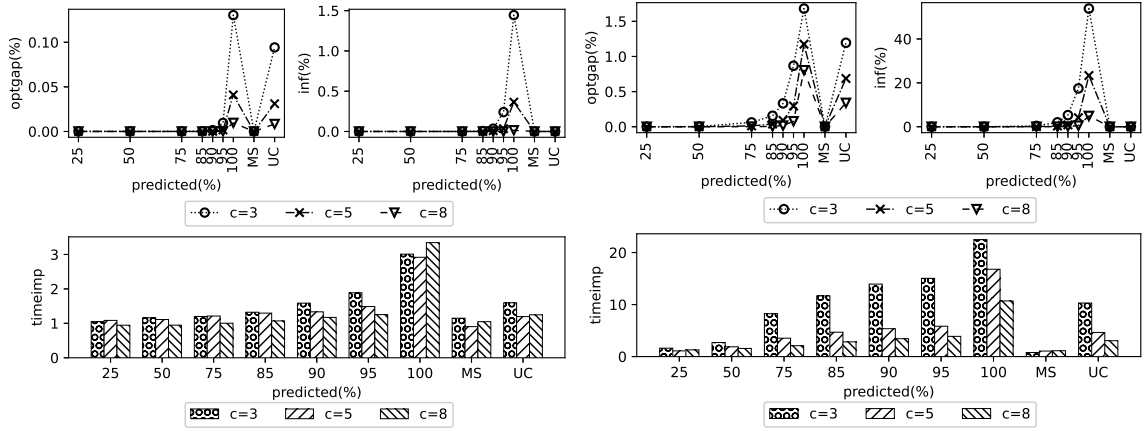 optgap(%)
0.10
0.05
0.00
25 50 75 85 90 95 100 MS UC
predicted(%)
inf(%)
1.5
1.0
0.5
0.0
25 50 75 85 90 95 100 MS UC
predicted(%)
c=3 c=5 c=8
timeimp
3
2
1
0
25 50 75 85 90 95 100 MS UC
predicted(%)
c=3 c=5 c=8
optgap(%)
1.5
1.0
0.5
0.0
25 50 75 85 90 95 100 MS UC
predicted(%)
inf(%)
40
20
0
25 50 75 85 90 95 100 MS UC
predicted(%)
c=3 c=5 c=8
timeimp
20
10
0
25 50 75 85 90 95 100 MS UC
predicted(%)
c=3 c=5 c=8